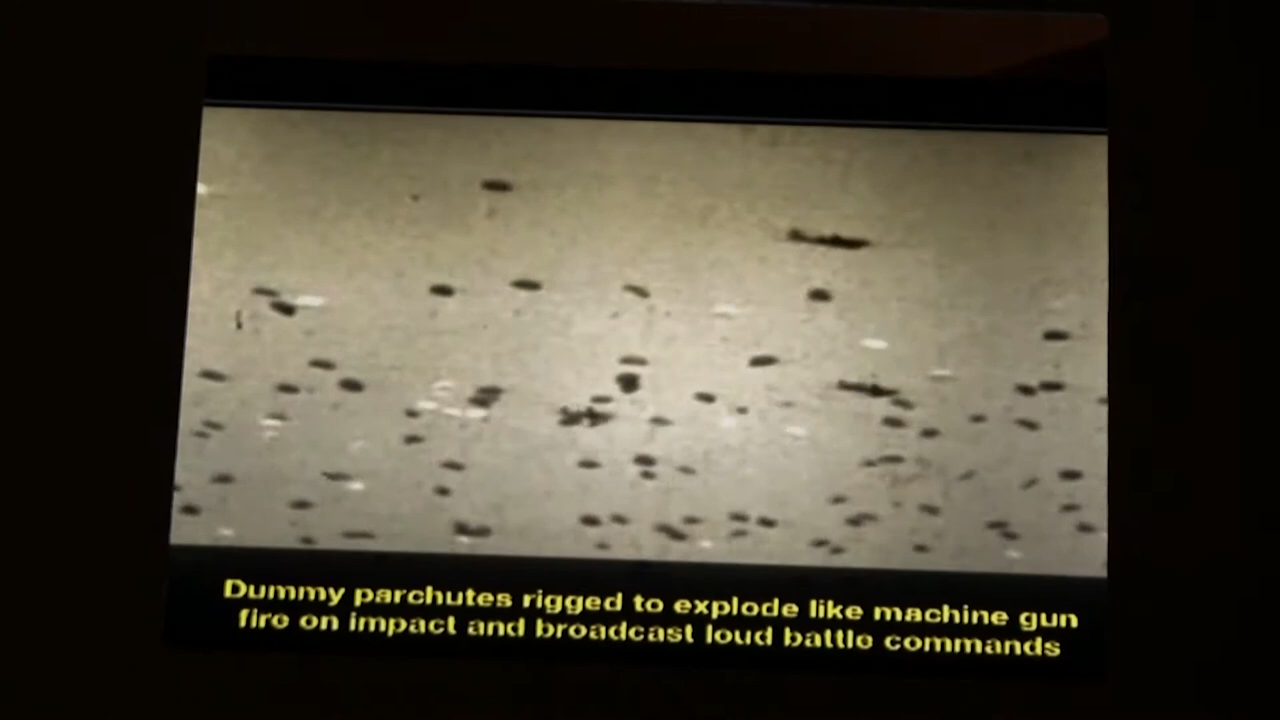 Dummy parchutes rigged to explode like machine gun
fire on impact and broadcast loud battle commands